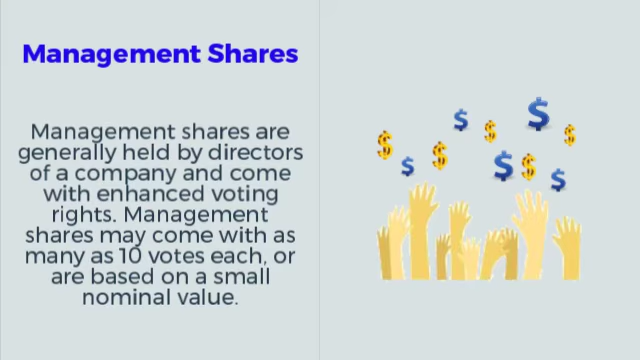 Management Shares
Management shares are
generally held by directors
of a company and come
with enhanced voting
rights. Management
shares may come with as
many as 10 votes each, or
are based on a small
nominal value.